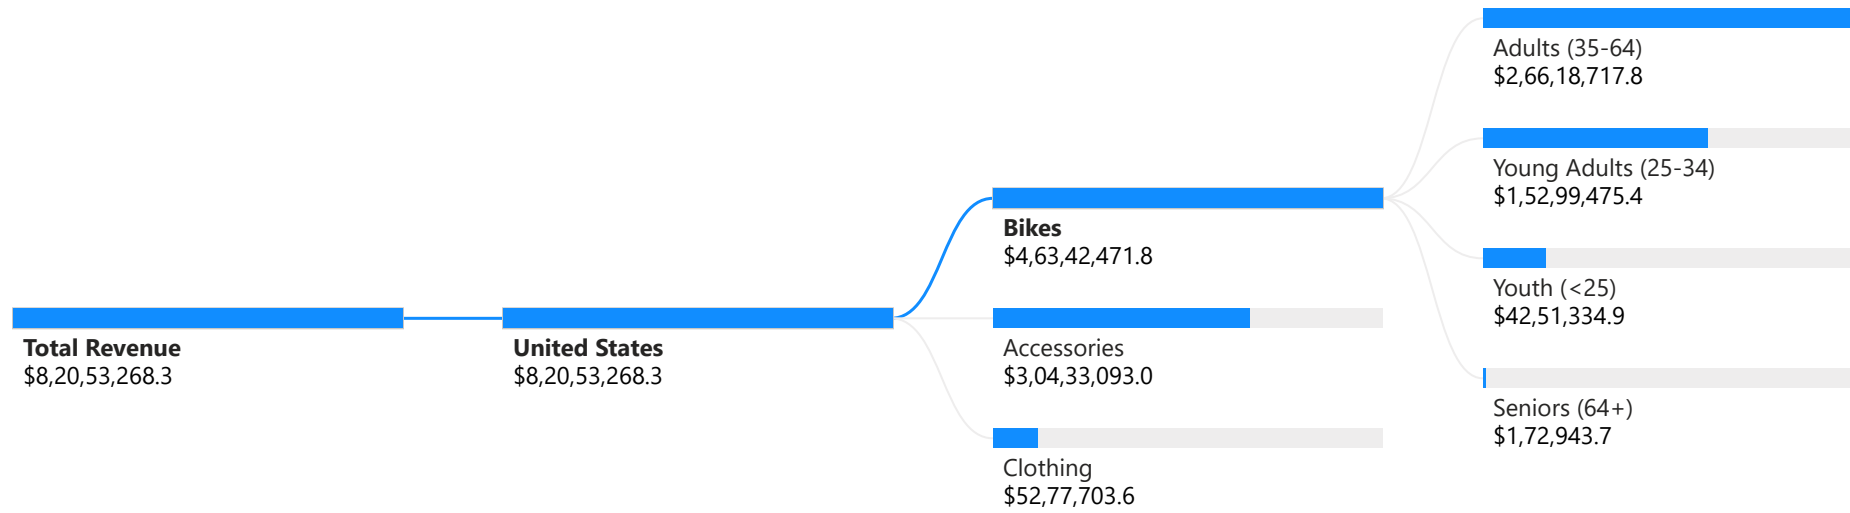 Total Revenue
$8,20,53,268.3
United States
$8,20,53,268.3
Bikes
$4,63,42,471.8
Accessories
$3,04,33,093.0
Clothing
$52,77,703.6
Adults (35-64)
$2,66,18,717.8
Young Adults (25-34)
$1,52,99,475.4
Youth (<25)
$42,51,334.9
Seniors (64+)
$1,72,943.7